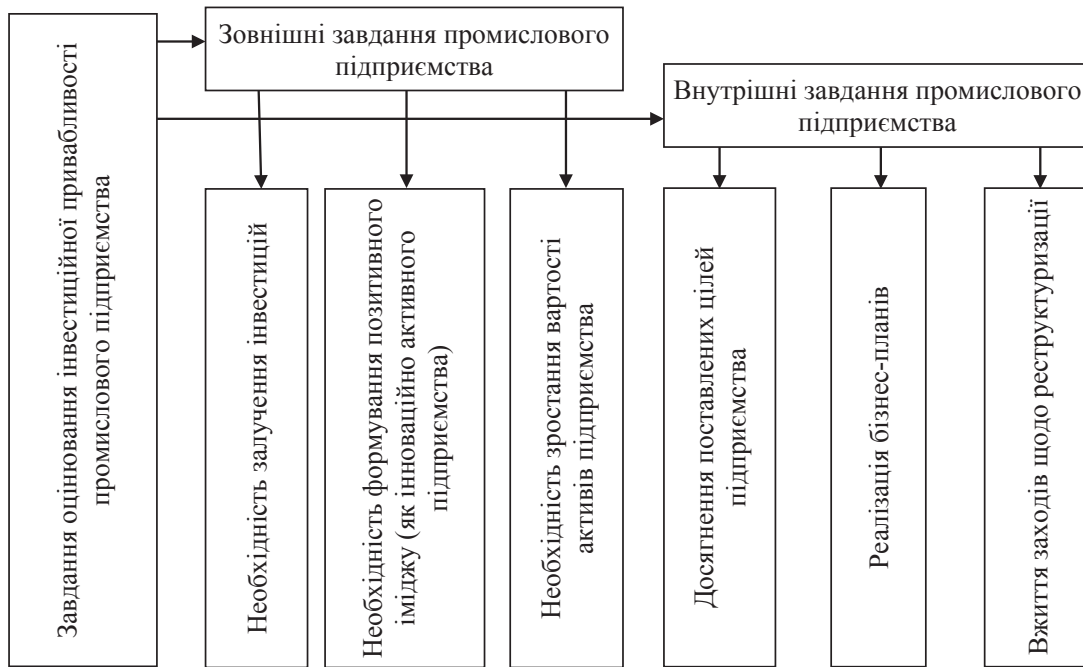 Завдання оцінювання інвестиційної привабливості
промислового підприємства
Зовнішні завдання промислового
підприємства
Внутрішні завдання промислового
підприємства
Необхідність залучення інвестицій
Необхідність формування позитивного
іміджу (як інноваційно активного
підприємства)
Необхідність зростання вартості
активів підприємства
Досягнення поставлених цілей
підприємства
Реалізація бізнес-планів
Вжиття заходів щодо реструктуризації